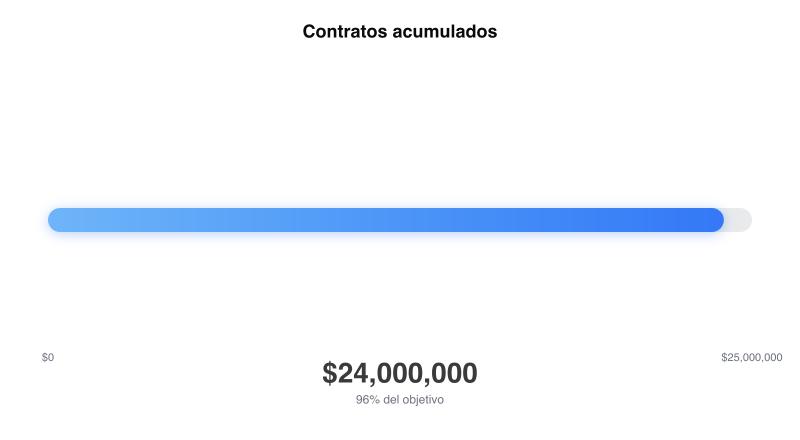 Contratos acumulados
$0
$25,000,000
$24,000,000
96% del objetivo